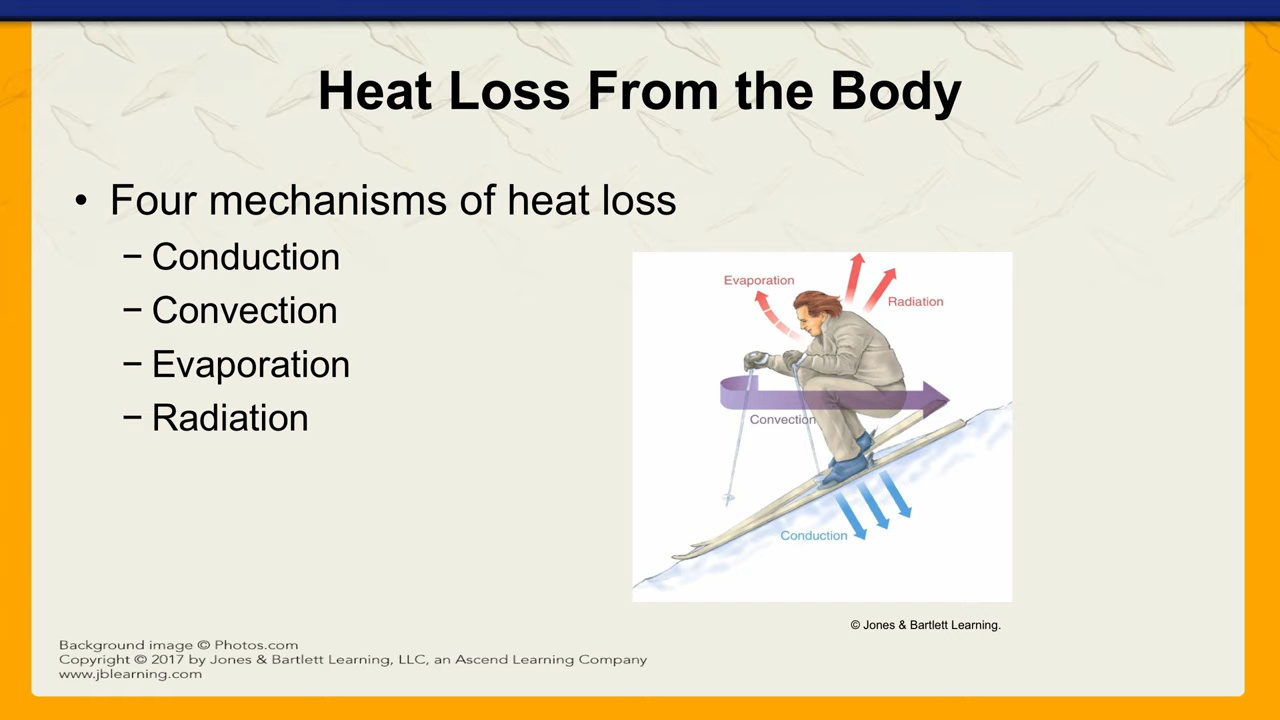 Heat Loss From the Body
• Four mechanisms of heat loss
– Conduction
– Convection
– Evaporation
– Radiation
Evaporation
Radiation
Convection
Conduction
© Jones & Bartlett Learning.
Background image © Photos.com
Copyright © 2017 by Jones & Bartlett Learning, LLC, an Ascend Learning Company
www.jblearning.com